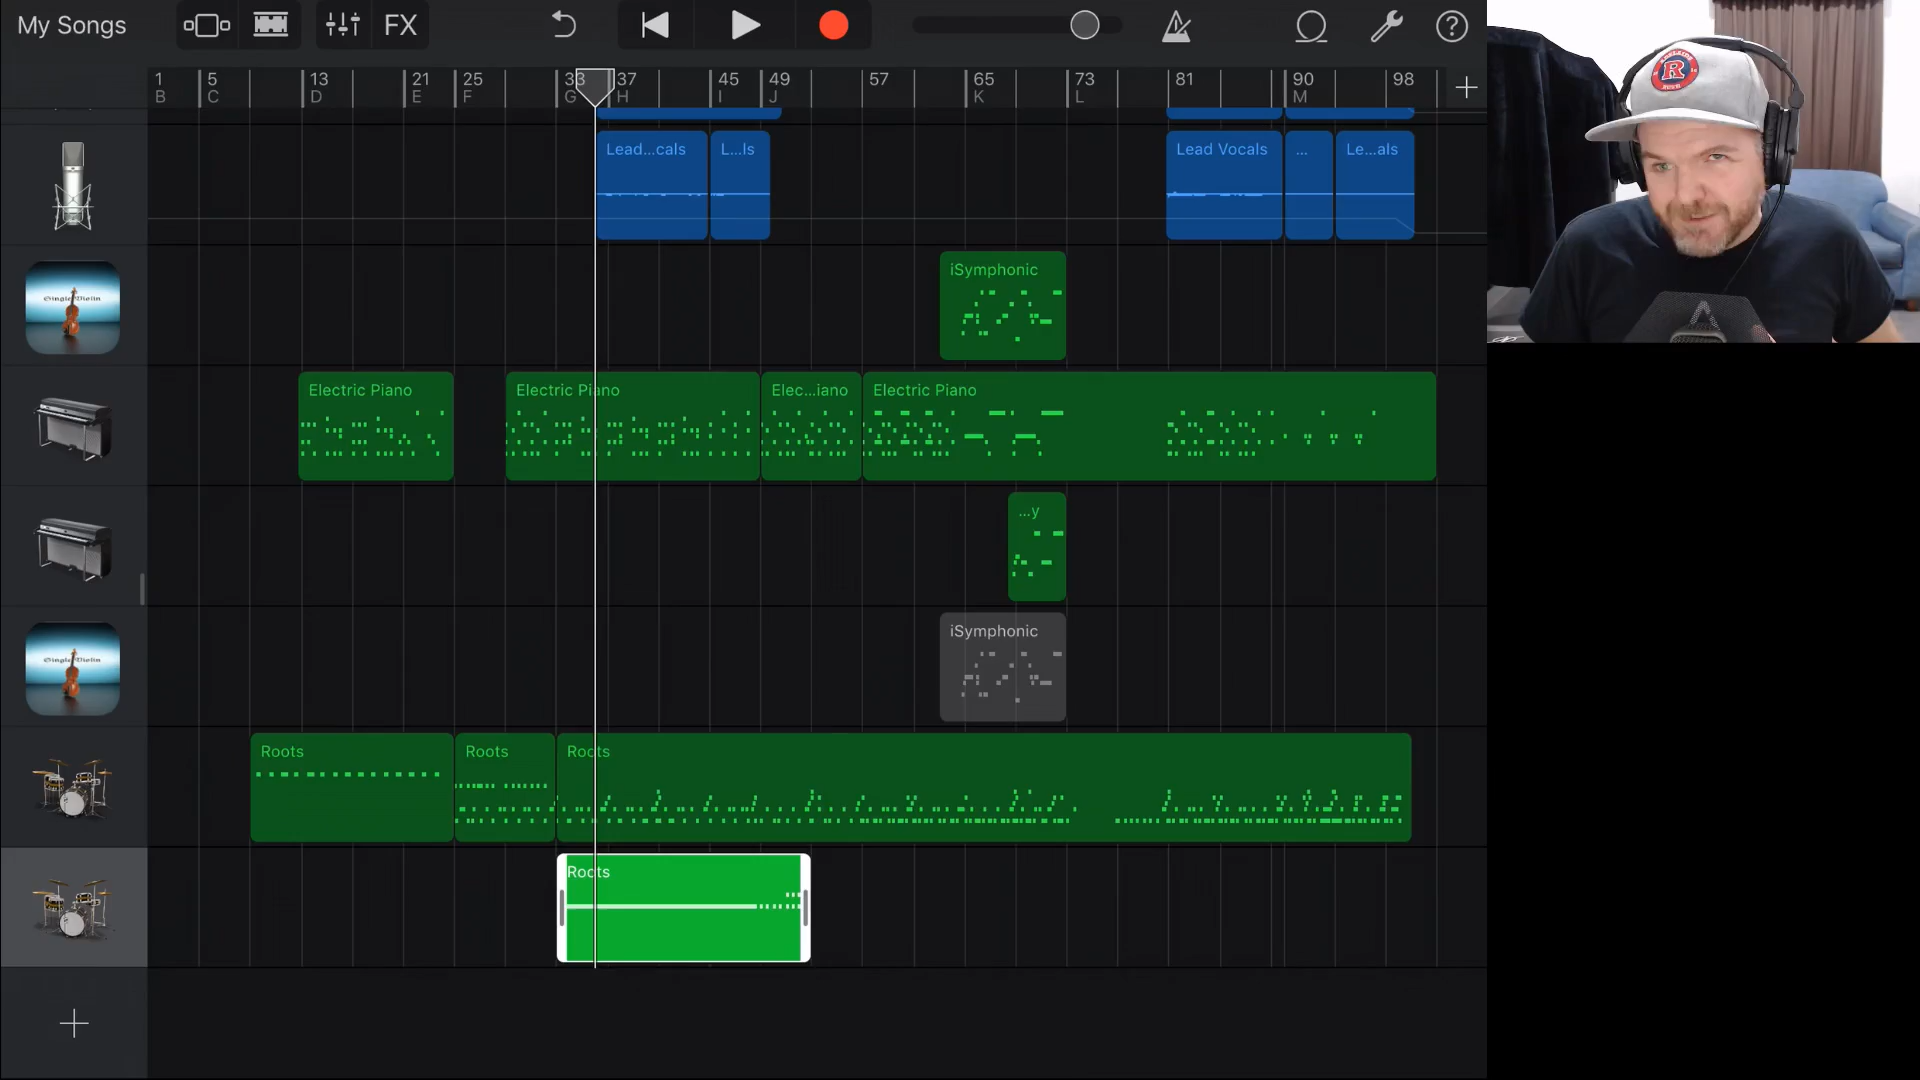 My Songs
FX
1 5 13 21 25 33 37 45 49 57 65 73 81 90 98
B C D E F G H I J K L M
Lead...cals
L...ls
Lead Vocals
...
Le...als
iSymphonic
Electric Piano
Electric Piano
Elec...iano
Electric Piano
...y
iSymphonic
Roots
Roots
Roots
Roots
R